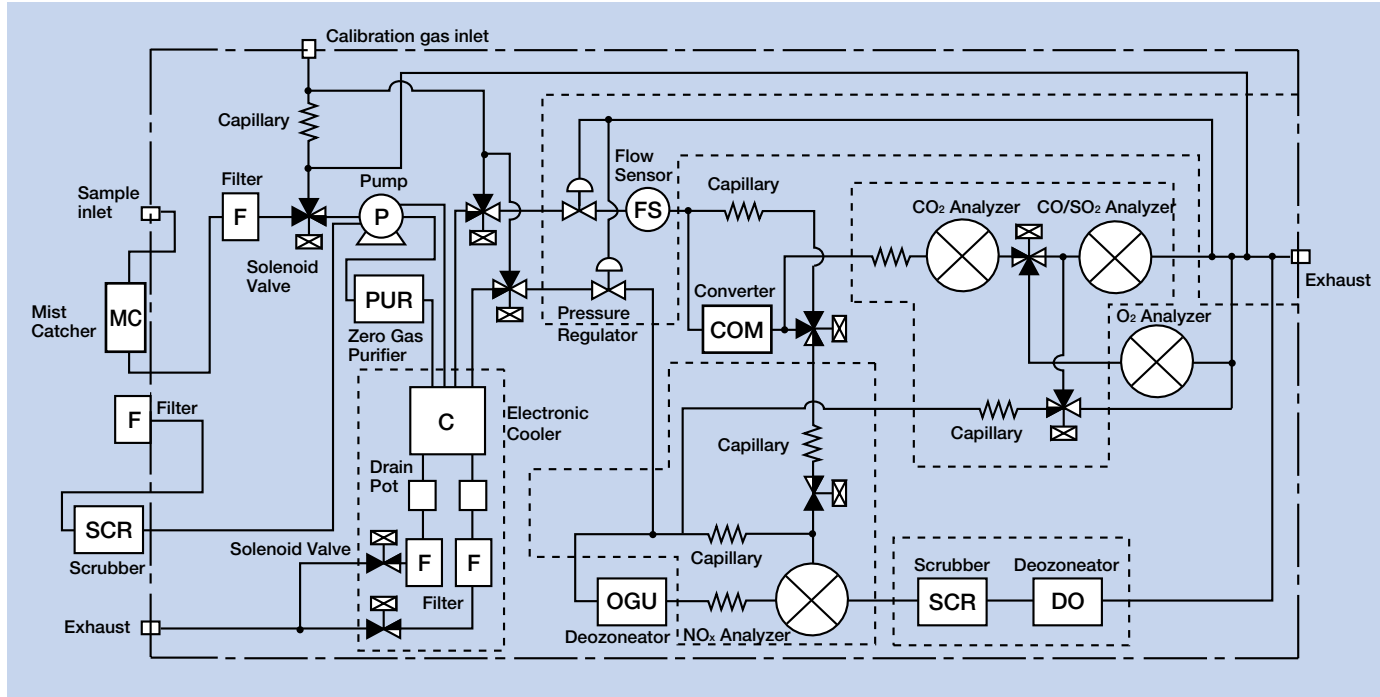 Calibration gas inlet
Capillary
Sample
inlet
Filter
F
Pump
P
Solenoid
Valve
Flow
Sensor
FS
Capillary
CO₂ Analyzer
CO/SO₂ Analyzer
Exhaust
Mist
Catcher
MC
PUR
Zero Gas
Purifier
Pressure
Regulator
Converter
COM
O₂ Analyzer
F
Filter
C
Electronic
Cooler
Capillary
Capillary
Drain
Pot
SCR
Scrubber
Solenoid Valve
F
F
Filter
Capillary
Scrubber
SCR
Deozoneator
DO
OGU
Deozoneator
NOx Analyzer
Exhaust